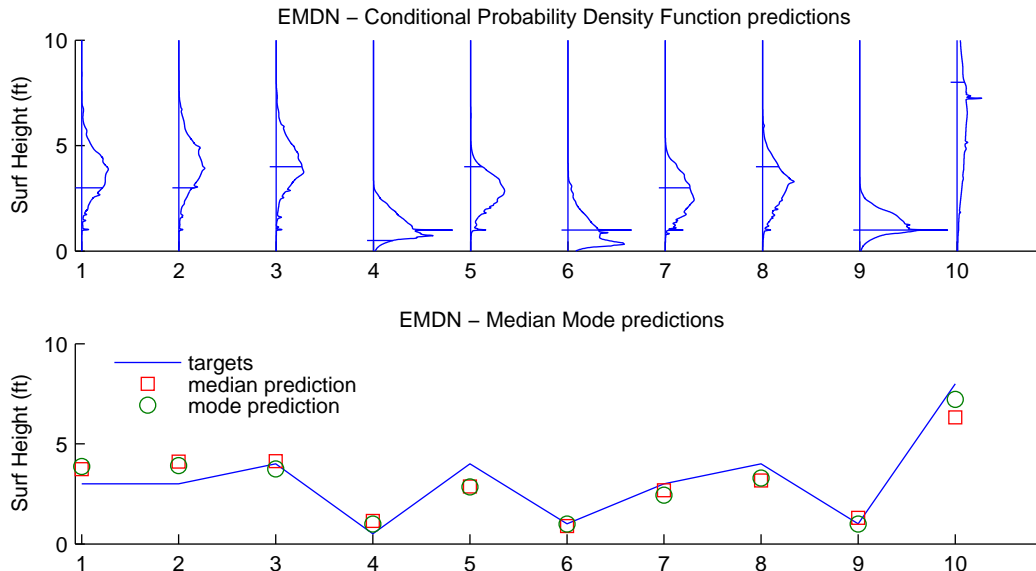 EMDN – Conditional Probability Density Function predictions
10
5
0
Surf Height (ft)
1 2 3 4 5 6 7 8 9 10
EMDN – Median Mode predictions
10
5
0
Surf Height (ft)
targets
median prediction
mode prediction
1 2 3 4 5 6 7 8 9 10